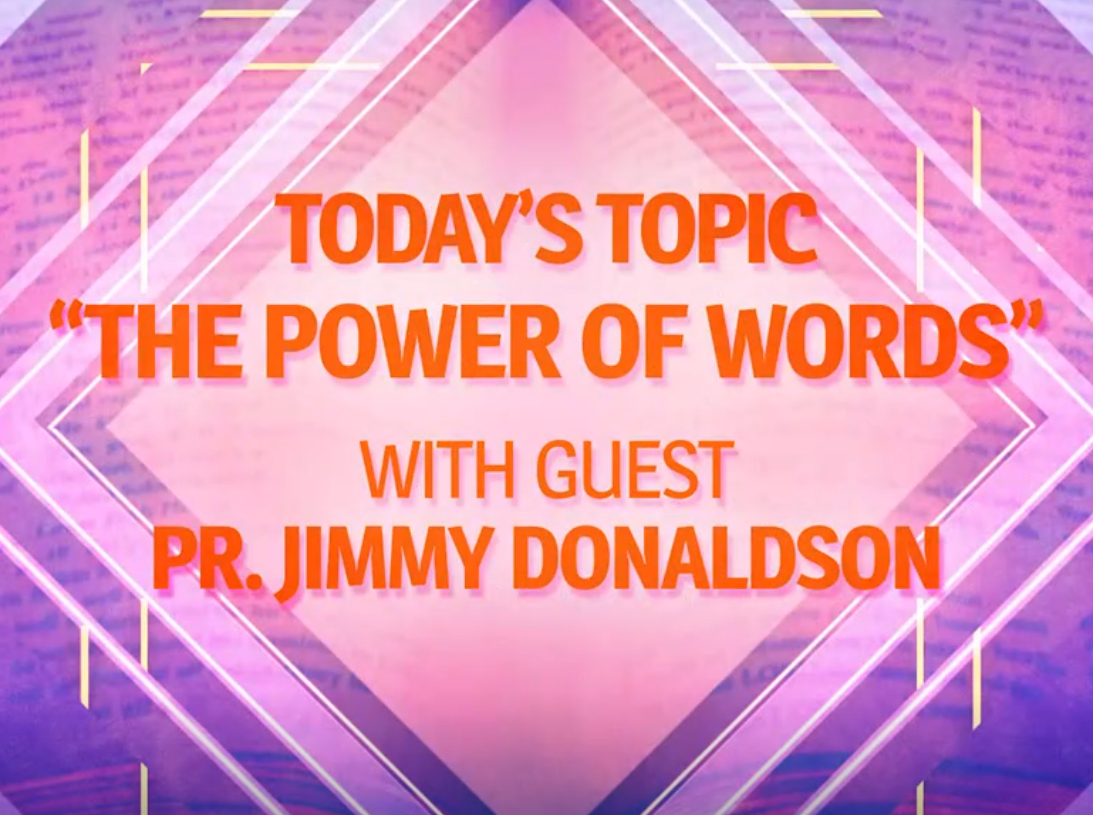 TODAY’S TOPIC
“THE POWER OF WORDS”
WITH GUEST
PR. JIMMY DONALDSON